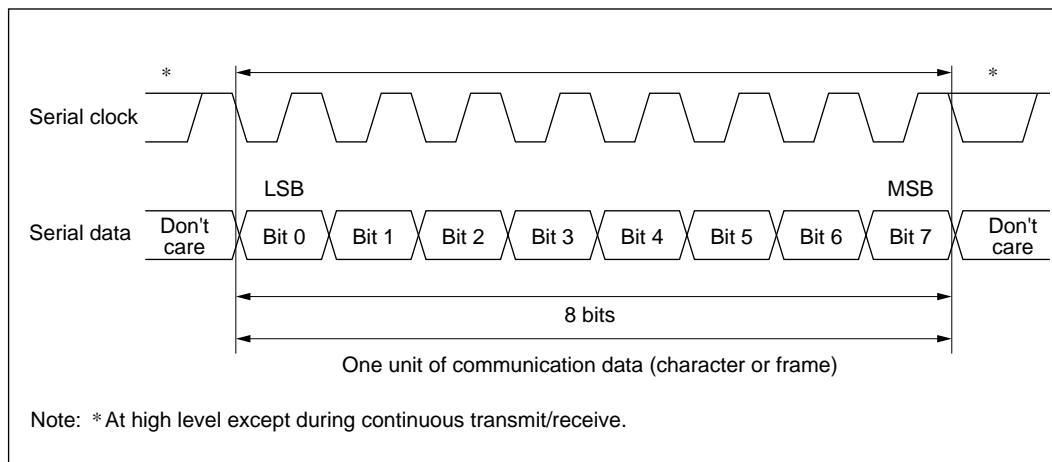 * *
Serial clock
LSB MSB
Serial data Don't care Bit 0 Bit 1 Bit 2 Bit 3 Bit 4 Bit 5 Bit 6 Bit 7 Don't care
8 bits
One unit of communication data (character or frame)
Note: * At high level except during continuous transmit/receive.